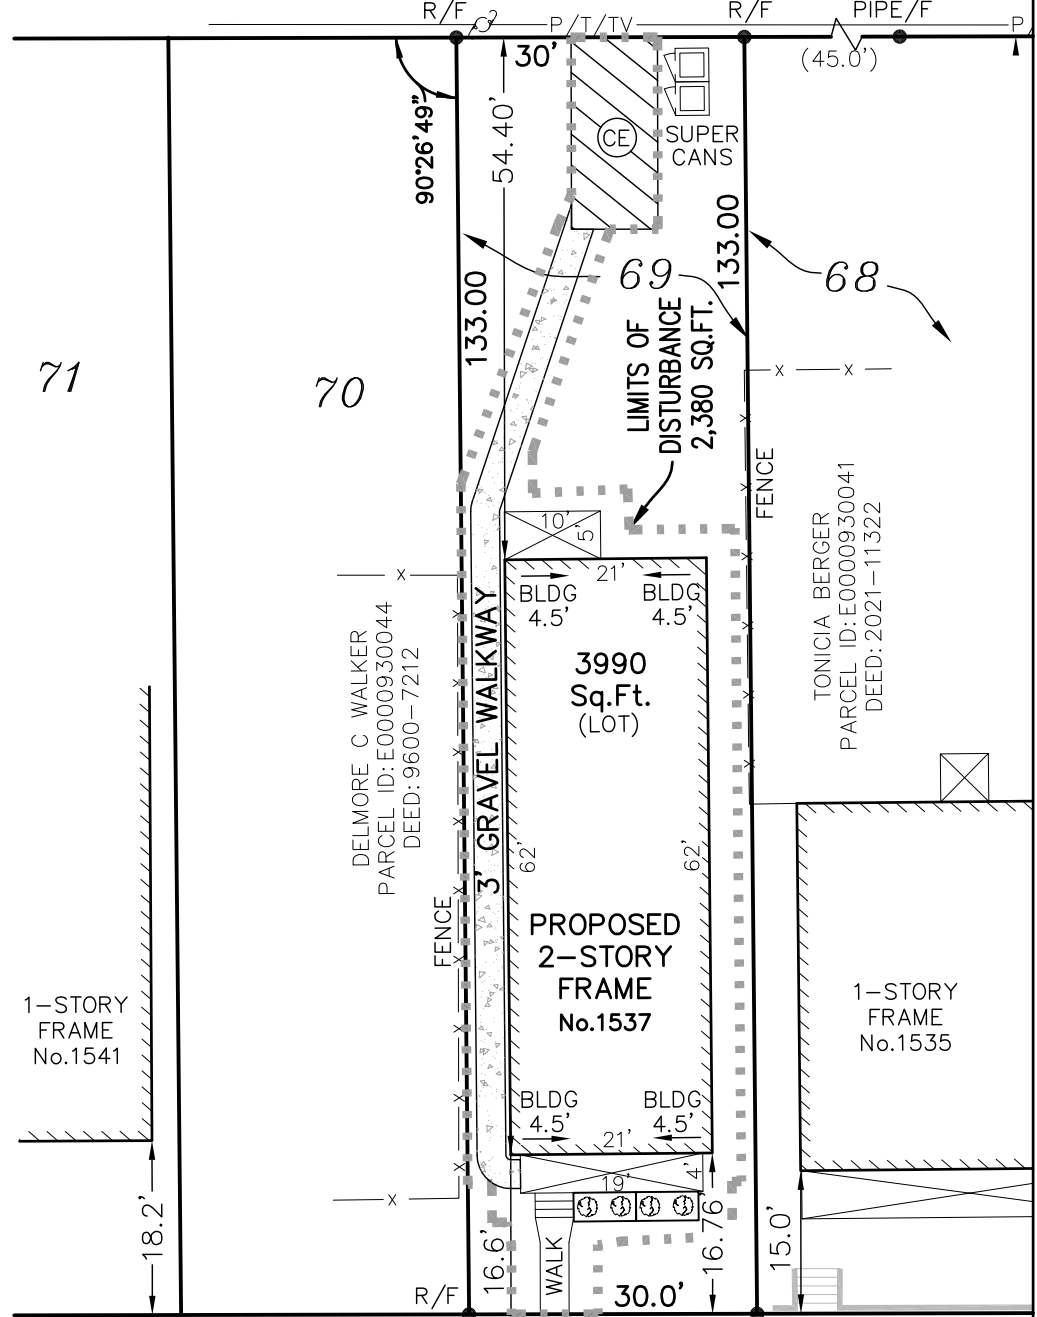 R/F
P/T/TV
R/F
PIPE/F
P
30'
(45.0')
90°26'49"
54.40'
CE
SUPER
CANS
133.00
133.00
69
68
71
70
LIMITS OF
DISTURBANCE
2,380 SQ.FT.
x
x
x
x
FENCE
TONICIA BERGER
PARCEL ID:E0000930041
DEED:2021-11322
10'
5'
x
21'
BLDG
4.5'
BLDG
4.5'
DELMORE C WALKER
PARCEL ID:E0000930044
DEED:9600-7212
3' GRAVEL WALKWAY
3990
Sq.Ft.
(LOT)
62'
62'
FENCE
PROPOSED
2-STORY
FRAME
No.1537
1-STORY
FRAME
No.1541
1-STORY
FRAME
No.1535
BLDG
4.5'
BLDG
4.5'
21'
19'
4'
x
18.2'
16.6'
WALK
16.76'
15.0'
R/F
30.0'